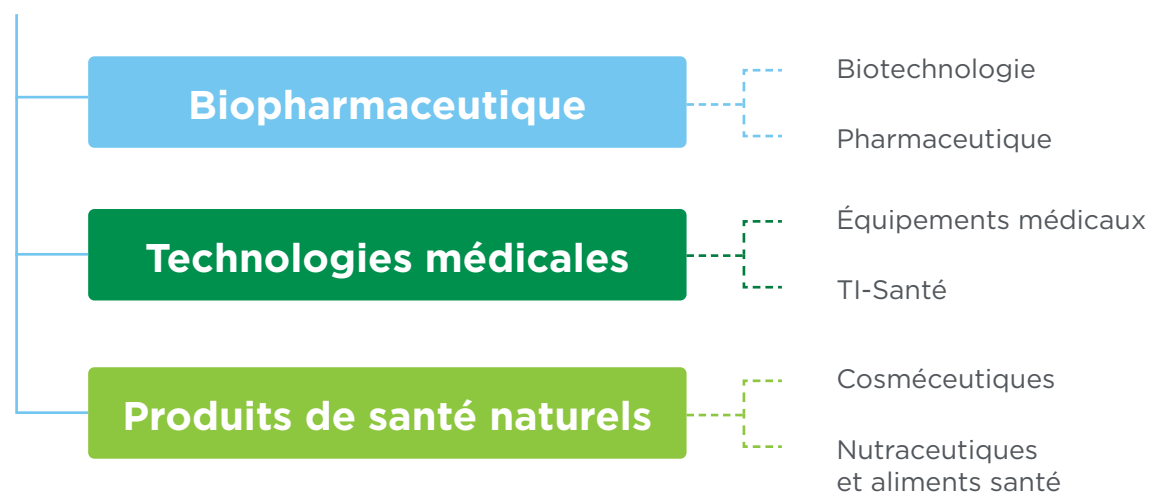 Biopharmaceutique
Biotechnologie
Pharmaceutique
Technologies médicales
Équipements médicaux
TI-Santé
Produits de santé naturels
Cosméceutiques
Nutraceutiques
et aliments santé